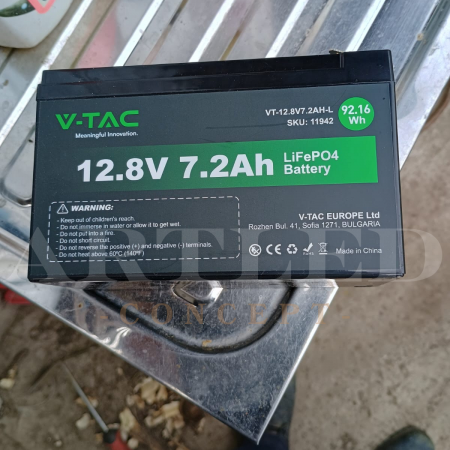 V-TAC
Meaningful Innovation.
VT-12.8V7.2AH-L
SKU: 11942
92.16
Wh
12.8V 7.2Ah
LiFePO4
Battery
WARNING:
- Keep out of children's reach.
- Do not immerse in water or allow it to get wet.
- Do not put into a fire.
- Do not short circuit.
- Do not reverse the positive (+) and negative (-) terminals.
- Do not heat above 60°C (140°F)
V-TAC EUROPE Ltd
Rozhen Bul. 41, Sofia 1271, BULGARIA
CE
Made in China
CONCEPT